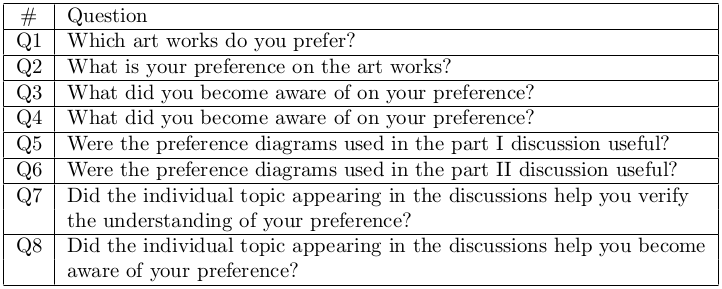 # Question
Q1 Which art works do you prefer?
Q2 What is your preference on the art works?
Q3 What did you become aware of on your preference?
Q4 What did you become aware of on your preference?
Q5 Were the preference diagrams used in the part I discussion useful?
Q6 Were the preference diagrams used in the part II discussion useful?
Q7 Did the individual topic appearing in the discussions help you verify
the understanding of your preference?
Q8 Did the individual topic appearing in the discussions help you become
aware of your preference?